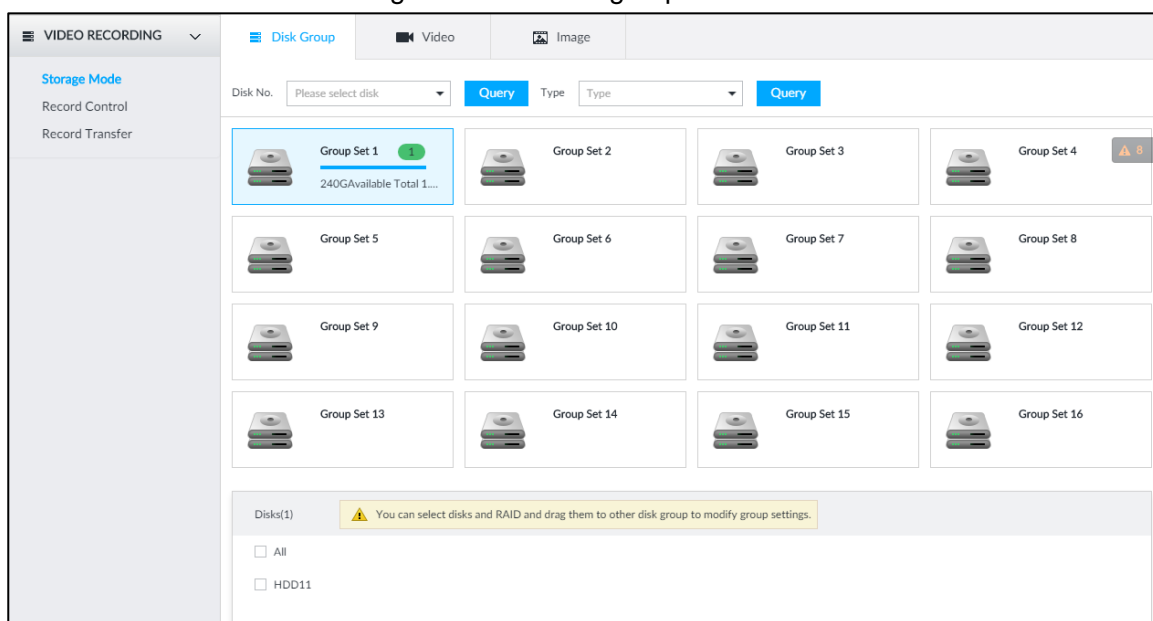 VIDEO RECORDING
Disk Group
Video
Image
Storage Mode
Record Control
Record Transfer
Disk No.
Please select disk
Query
Type
Type
Query
Group Set 1
1
240GAvailable Total 1....
Group Set 2
Group Set 3
Group Set 4
8
Group Set 5
Group Set 6
Group Set 7
Group Set 8
Group Set 9
Group Set 10
Group Set 11
Group Set 12
Group Set 13
Group Set 14
Group Set 15
Group Set 16
Disks(1)
You can select disks and RAID and drag them to other disk group to modify group settings.
All
HDD11